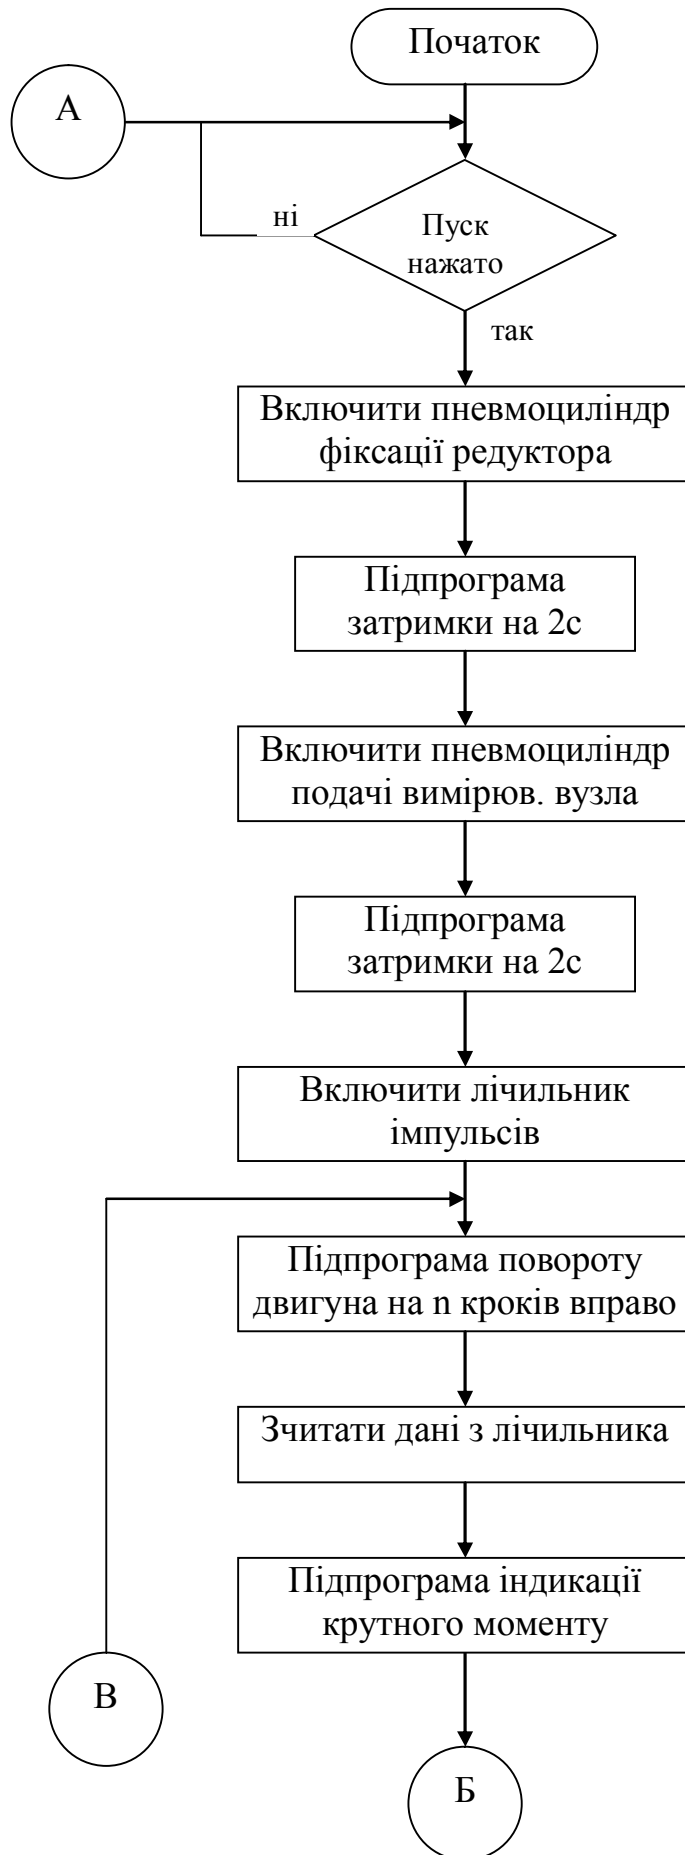 Початок
А
ні
Пуск
нажато
так
Включити пневмоциліндр
фіксації редуктора
Підпрограма
затримки на 2с
Включити пневмоциліндр
подачі вимірюв. вузла
Підпрограма
затримки на 2с
Включити лічильник
імпульсів
Підпрограма повороту
двигуна на n кроків вправо
Зчитати дані з лічильника
Підпрограма індикації
крутного моменту
В
Б